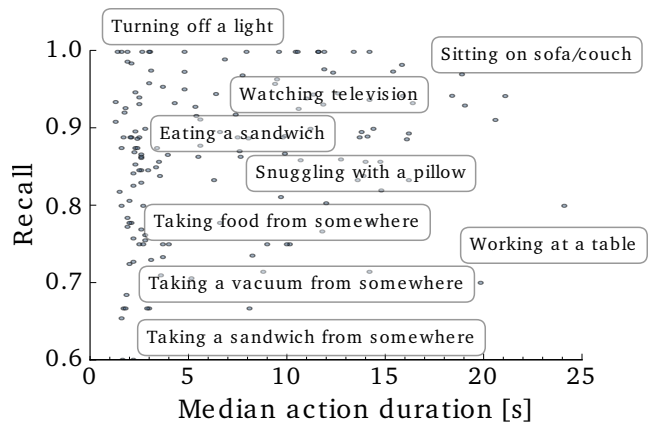 Turning off a light
Sitting on sofa/couch
Watching television
Eating a sandwich
Snuggling with a pillow
Taking food from somewhere
Working at a table
Taking a vacuum from somewhere
Taking a sandwich from somewhere
Recall
1.0
0.9
0.8
0.7
0.6
0 5 10 15 20 25
Median action duration [s]